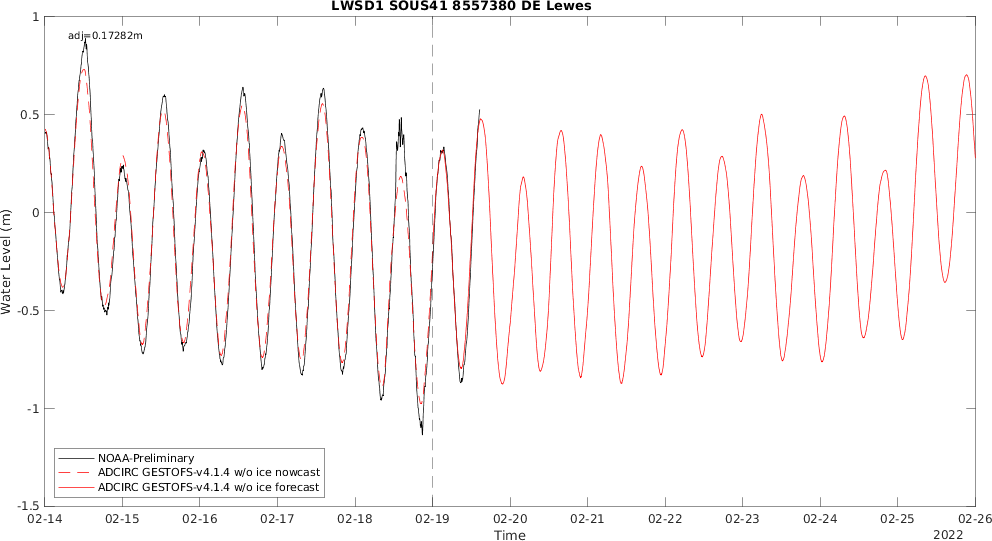 LWSD1 SOUS41 8557380 DE Lewes
adj=0.17282m
1
0.5
0
-0.5
-1
-1.5
Water Level (m)
NOAA-Preliminary
ADCIRC GESTOFS-v4.1.4 w/o ice nowcast
ADCIRC GESTOFS-v4.1.4 w/o ice forecast
02-14 02-15 02-16 02-17 02-18 02-19 02-20 02-21 02-22 02-23 02-24 02-25 02-26
Time
2022